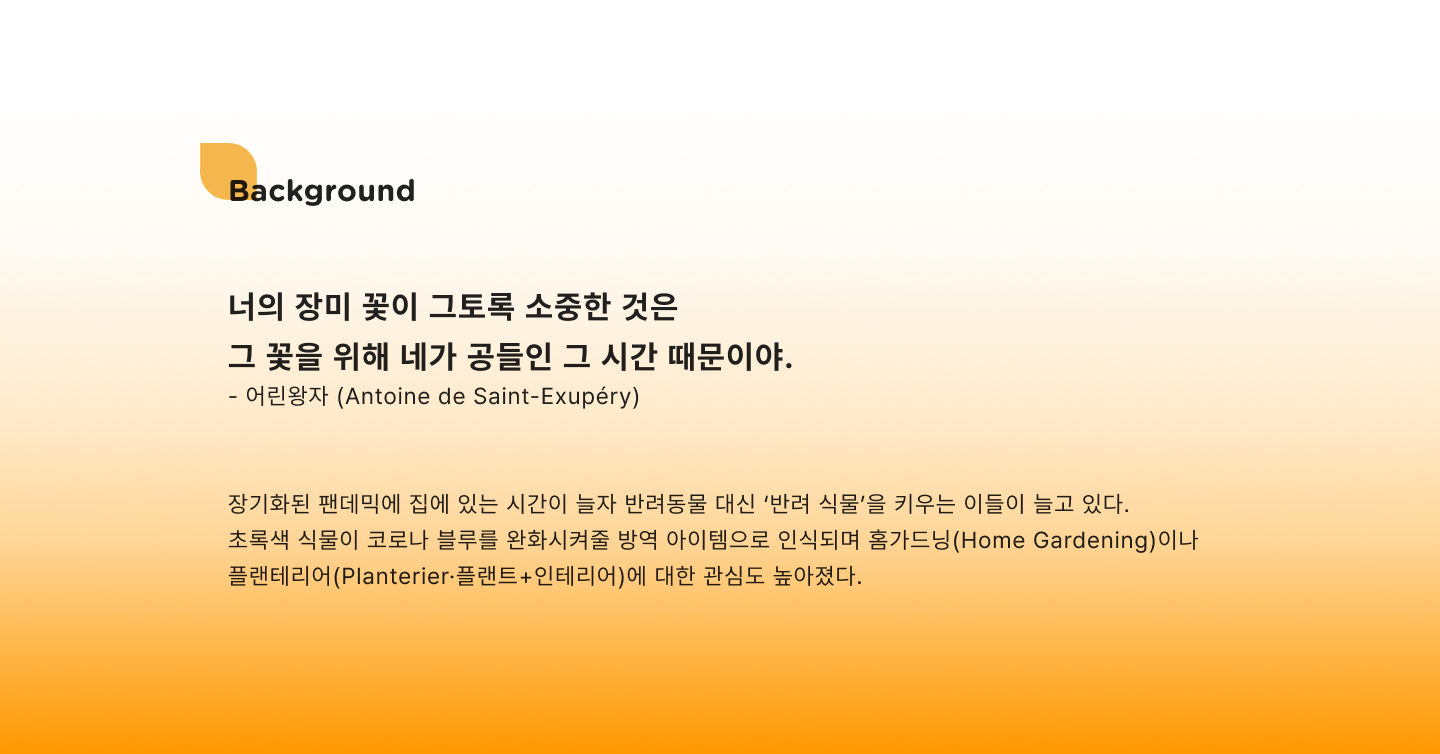 Background
너의 장미 꽃이 그토록 소중한 것은
그 꽃을 위해 네가 공들인 그 시간 때문이야.
- 어린왕자 (Antoine de Saint-Exupéry)
장기화된 팬데믹에 집에 있는 시간이 늘자 반려동물 대신 ‘반려 식물’을 키우는 이들이 늘고 있다.
초록색 식물이 코로나 블루를 완화시켜줄 방역 아이템으로 인식되며 홈가드닝(Home Gardening)이나
플랜테리어(Planterier·플랜트+인테리어)에 대한 관심도 높아졌다.